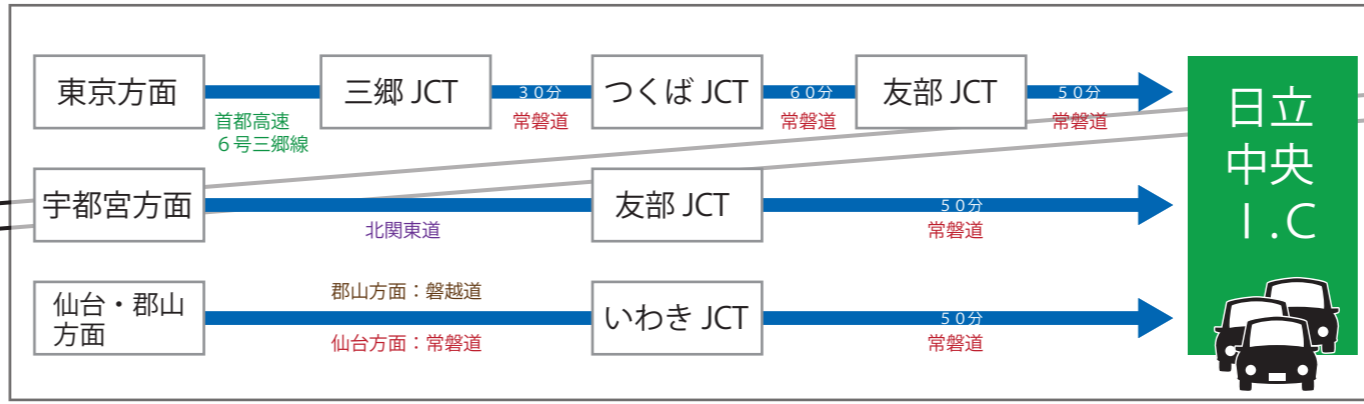 東京方面
首都高速
６号三郷線
三郷 JCT
３０分
常磐道
つくば JCT
６０分
常磐道
友部 JCT
５０分
常磐道
宇都宮方面
北関東道
友部 JCT
５０分
常磐道
仙台・郡山
方面
郡山方面：磐越道
仙台方面：常磐道
いわき JCT
５０分
常磐道
日立
中央
Ｉ.Ｃ